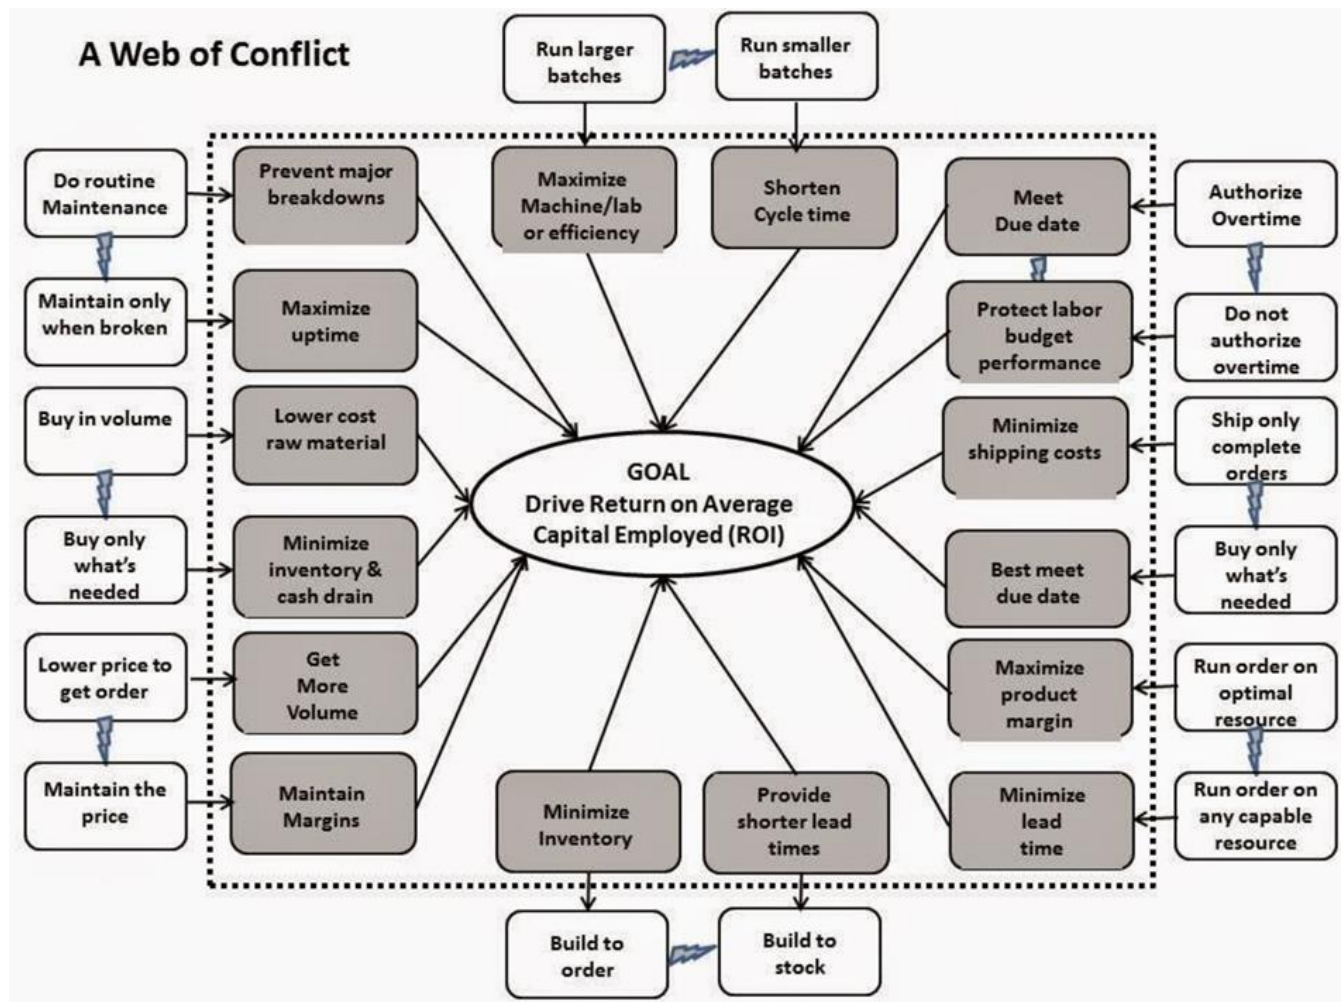 A Web of Conflict
Run larger
batches
Run smaller
batches
Do routine
Maintenance
Prevent major
breakdowns
Maximize
Machine/lab
or efficiency
Shorten
Cycle time
Meet
Due date
Authorize
Overtime
Maintain only
when broken
Maximize
uptime
Protect labor
budget
performance
Do not
authorize
overtime
Buy in volume
Lower cost
raw material
Minimize
shipping costs
Ship only
complete
orders
GOAL
Drive Return on Average
Capital Employed (ROI)
Buy only
what's
needed
Minimize
inventory &
cash drain
Best meet
due date
Buy only
what's
needed
Lower price to
get order
Get
More
Volume
Maximize
product
margin
Run order on
optimal
resource
Maintain the
price
Maintain
Margins
Minimize
Inventory
Provide
shorter lead
times
Minimize
lead
time
Run order on
any capable
resource
Build to
order
Build to
stock